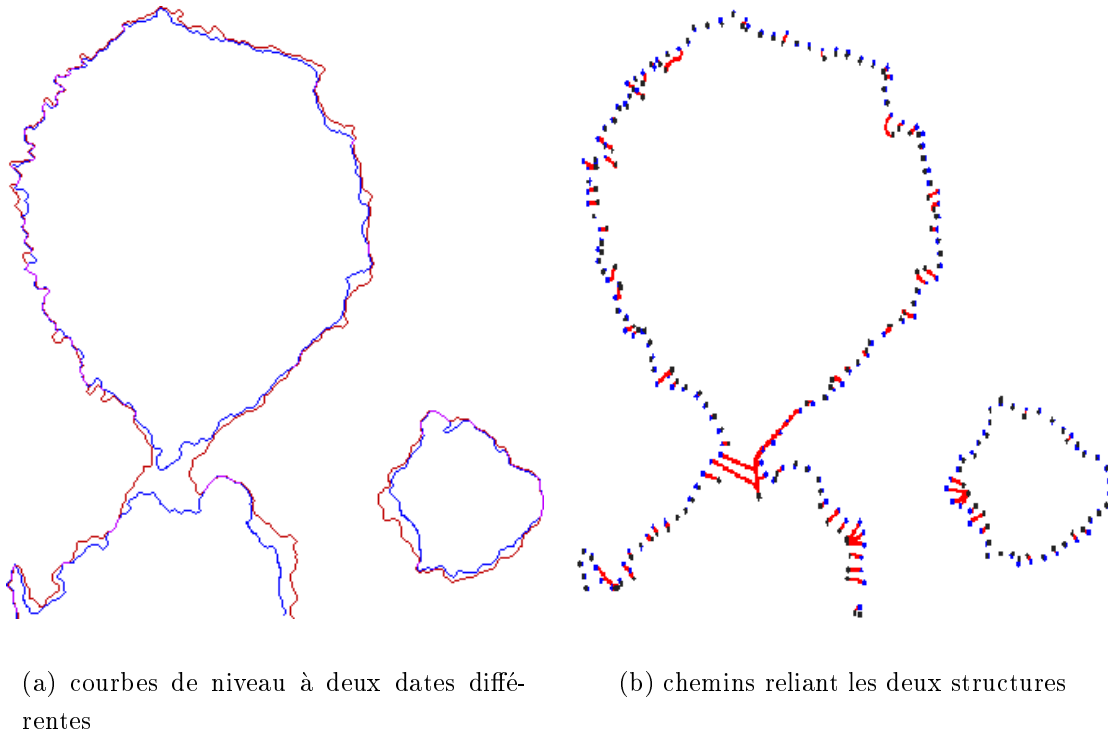 (a) courbes de niveau à deux dates diffé-
rentes
(b) chemins reliant les deux structures